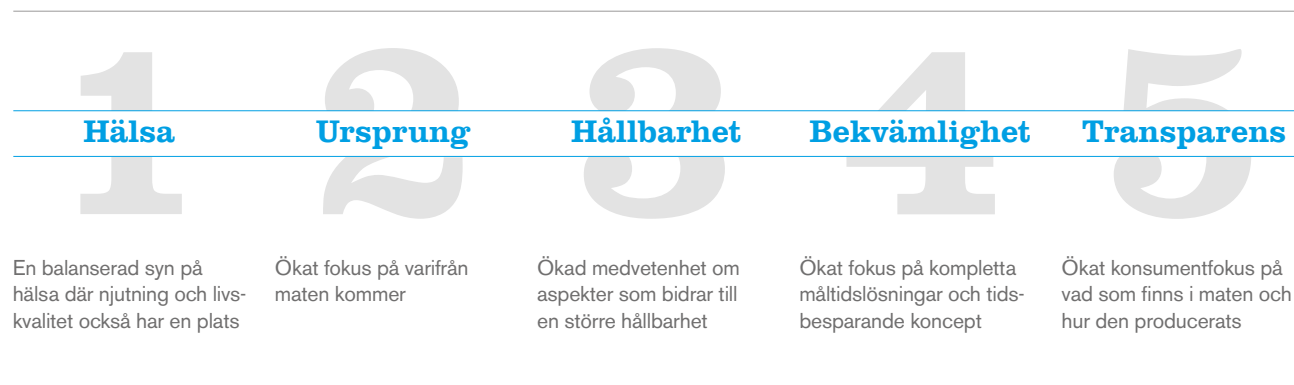 1
Hälsa
En balanserad syn på
hälsa där njutning och livs-
kvalitet också har en plats
2
Ursprung
Ökat fokus på varifrån
maten kommer
3
Hållbarhet
Ökad medvetenhet om
aspekter som bidrar till
en större hållbarhet
4
Bekvämlighet
Ökat fokus på kompletta
måltidslösningar och tids-
besparande koncept
5
Transparens
Ökat konsumentfokus på
vad som finns i maten och
hur den producerats